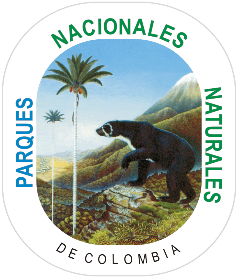 PARQUES
NACIONALES
NATURALES
DE COLOMBIA